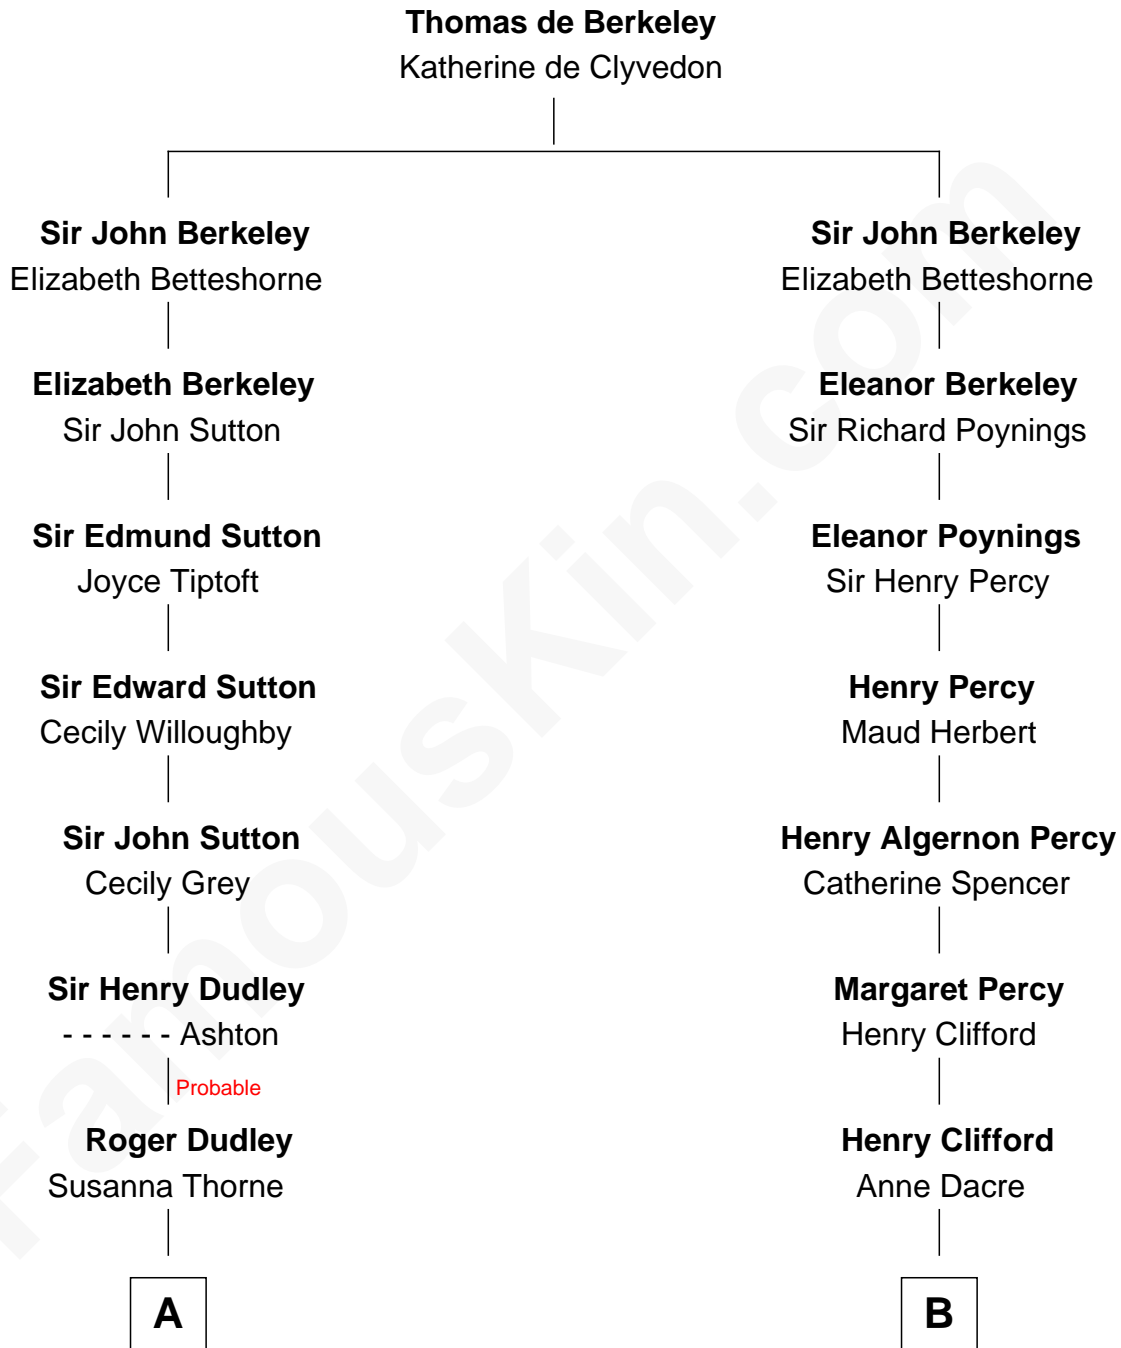 Thomas de Berkeley
Katherine de Clyvedon
Sir John Berkeley
Elizabeth Betteshorne
Sir John Berkeley
Elizabeth Betteshorne
Elizabeth Berkeley
Sir John Sutton
Eleanor Berkeley
Sir Richard Poynings
Sir Edmund Sutton
Joyce Tiptoft
Eleanor Poynings
Sir Henry Percy
Sir Edward Sutton
Cecily Willoughby
Henry Percy
Maud Herbert
Sir John Sutton
Cecily Grey
Henry Algernon Percy
Catherine Spencer
Sir Henry Dudley
- - - - - - Ashton
Margaret Percy
Henry Clifford
Probable
Roger Dudley
Susanna Thorne
Henry Clifford
Anne Dacre
A
B
FamousKin.com